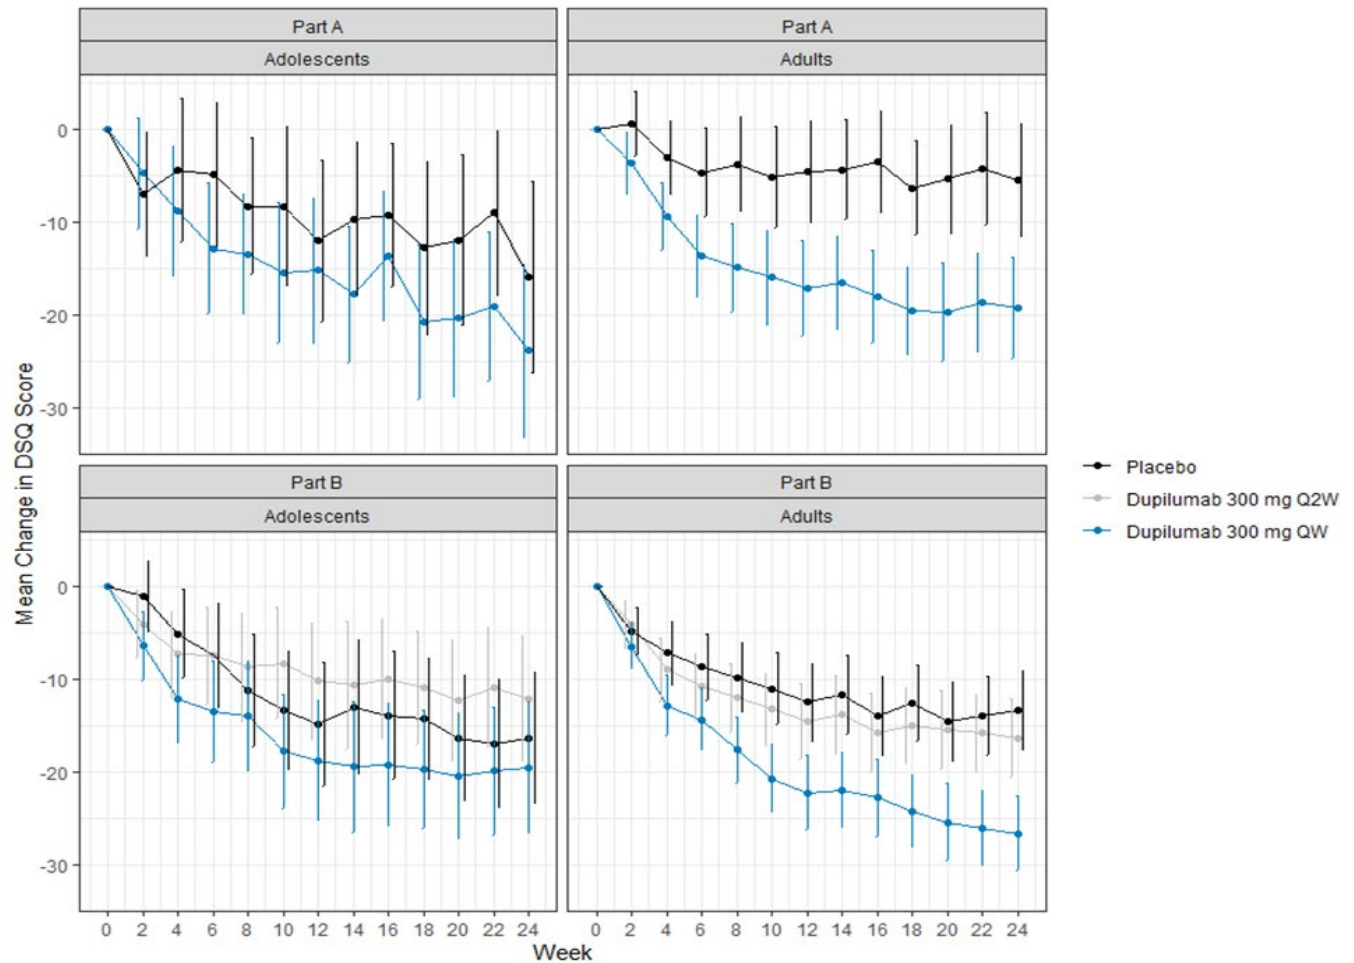 Part A
Part A
Adolescents
Adults
0
-10
-20
-30
Mean Change in DSQ Score
Part B
Part B
Adolescents
Adults
0
-10
-20
-30
0 2 4 6 8 10 12 14 16 18 20 22 24
0 2 4 6 8 10 12 14 16 18 20 22 24
Week
Placebo
Dupilumab 300 mg Q2W
Dupilumab 300 mg QW